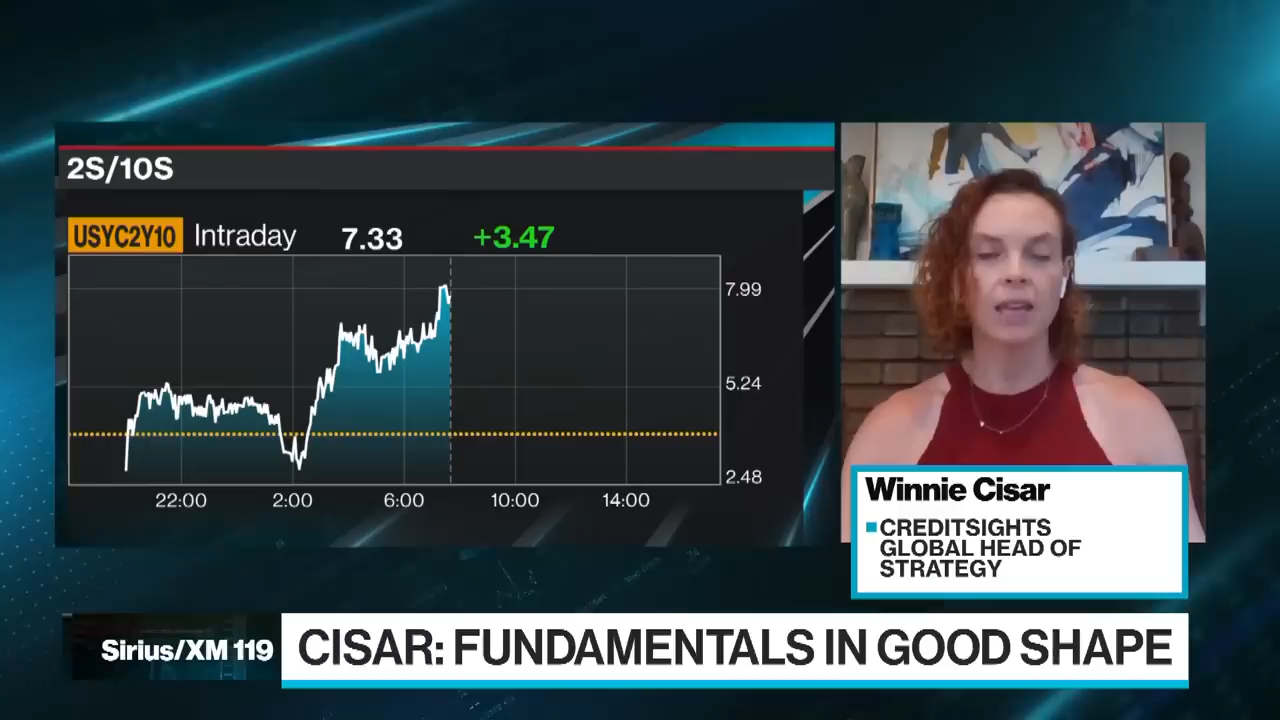 2S/10S
USYC2Y10 Intraday 7.33 +3.47
7.99
5.24
2.48
22:00 2:00 6:00 10:00 14:00
Winnie Cisar
CREDITSIGHTS
GLOBAL HEAD OF
STRATEGY
Sirius/XM 119
CISAR: FUNDAMENTALS IN GOOD SHAPE